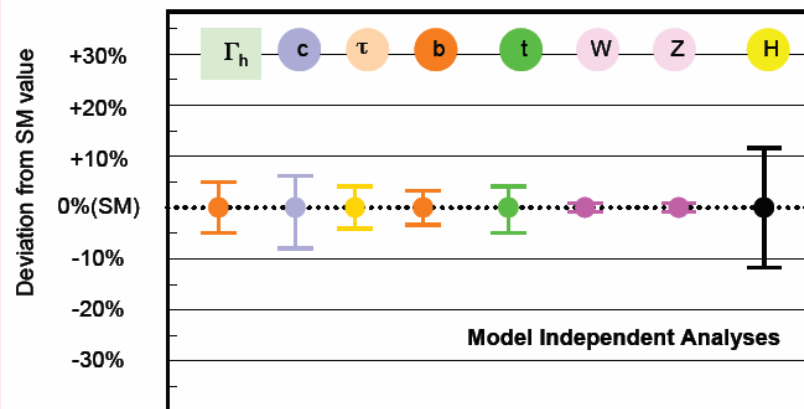 Deviation from SM value
+30%
+20%
+10%
0%(SM)
-10%
-20%
-30%
Γh c τ b t W Z H
Model Independent Analyses